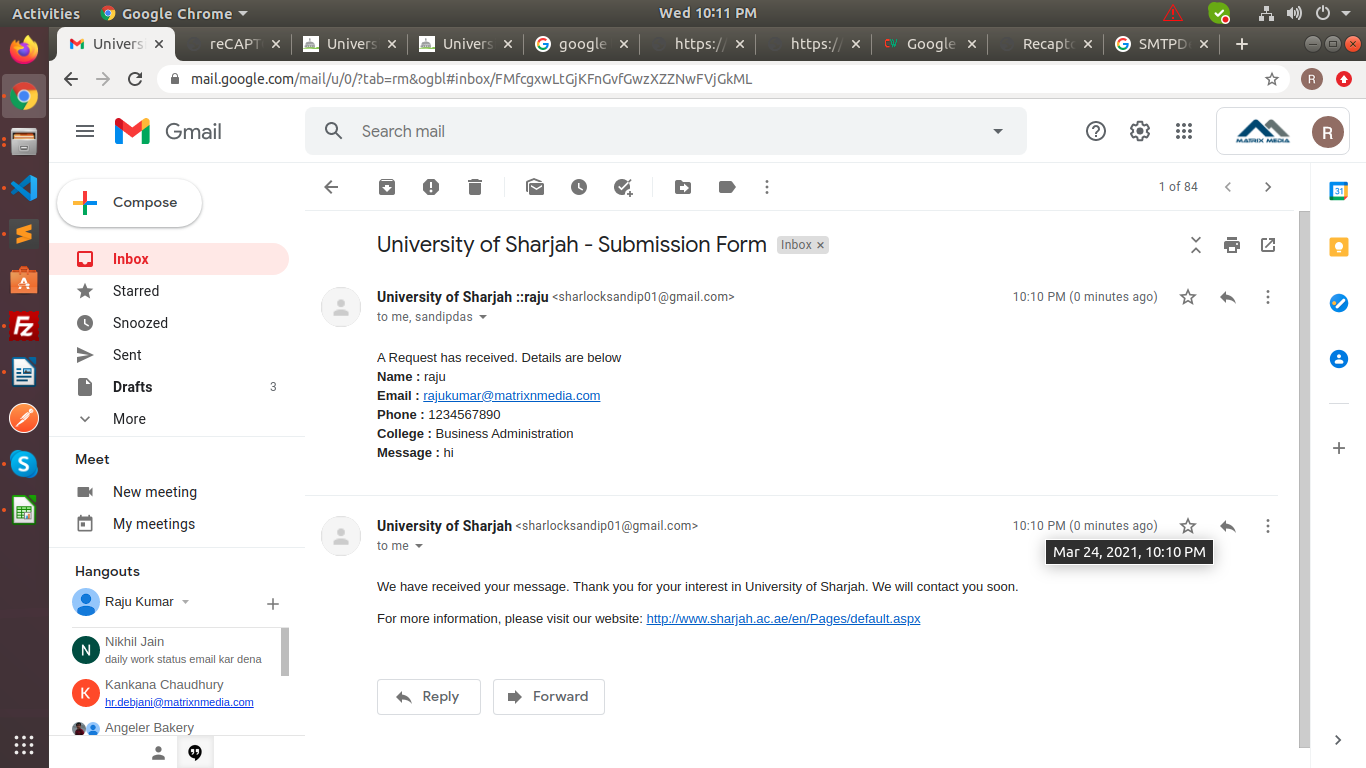 Activities Google Chrome Wed 10:11 PM
Univers reCAPT Univers Univers google https:// https:// Google Recapto SMTPD
mail.google.com/mail/u/0/?tab=rm&ogbl#inbox/FMfcgxwLtGjKFnGvfGwzXZZNwFVjGkML R
Gmail Search mail MATRIX MEDIA R
Compose 1 of 84
Inbox
Starred
Snoozed
Sent
Drafts 3
More
Meet
New meeting
My meetings
Hangouts
Raju Kumar
N Nikhil Jain
daily work status email kar dena
K Kankana Chaudhury
hr.debjani@matrixnmedia.com
Angeler Bakery
University of Sharjah - Submission Form Inbox
University of Sharjah ::raju <sharlocksandip01@gmail.com> 10:10 PM (0 minutes ago)
to me, sandipdas
A Request has received. Details are below
Name : raju
Email : rajukumar@matrixnmedia.com
Phone : 1234567890
College : Business Administration
Message : hi
University of Sharjah <sharlocksandip01@gmail.com> 10:10 PM (0 minutes ago)
to me
Mar 24, 2021, 10:10 PM
We have received your message. Thank you for your interest in University of Sharjah. We will contact you soon.
For more information, please visit our website: http://www.sharjah.ac.ae/en/Pages/default.aspx
Reply Forward
31